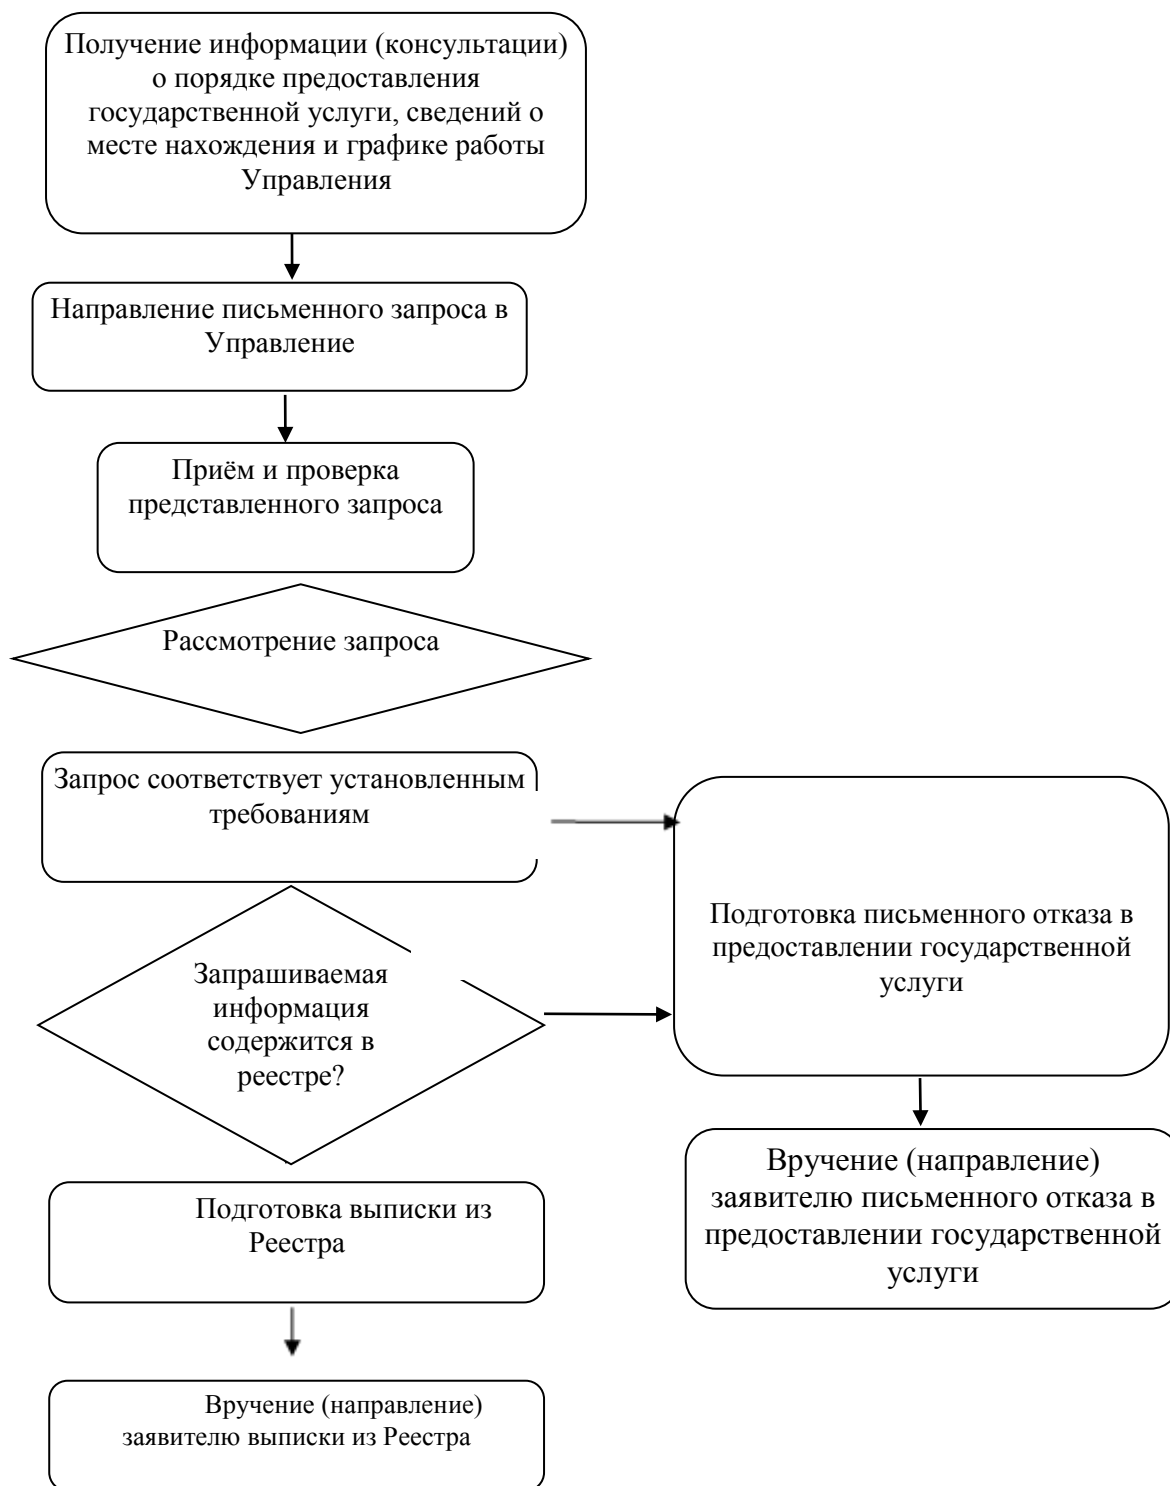 Получение информации (консультации)
о порядке предоставления
государственной услуги, сведений о
месте нахождения и графике работы
Управления
Направление письменного запроса в
Управление
Приём и проверка
представленного запроса
Рассмотрение запроса
Запрос соответствует установленным
требованиям
Подготовка письменного отказа в
предоставлении государственной
услуги
Запрашиваемая
информация
содержится в
реестре?
Вручение (направление)
заявителю письменного отказа в
предоставлении государственной
услуги
Подготовка выписки из
Реестра
Вручение (направление)
заявителю выписки из Реестра